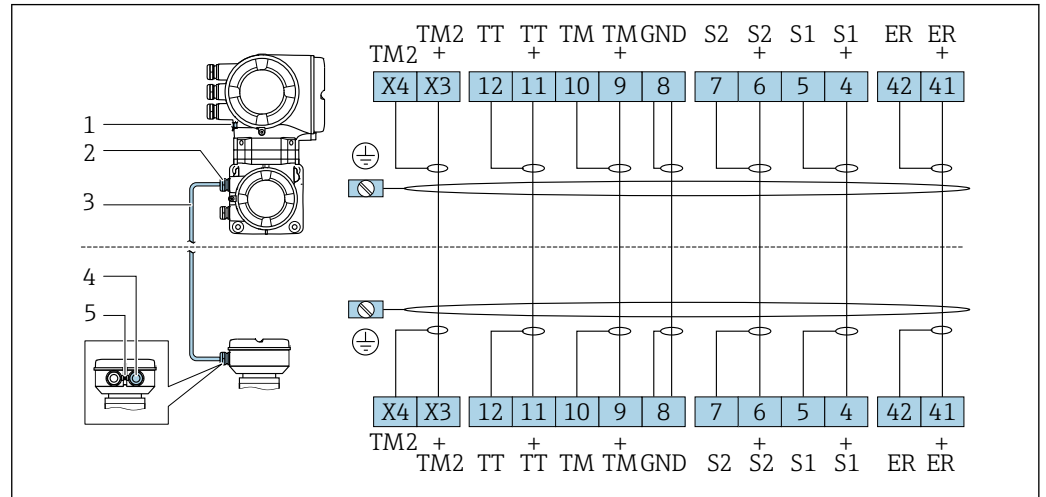 TM2 TT TT TM TM GND S2 S2 S1 S1 ER ER
TM2 + + + + + +
X4 X3 12 11 10 9 8 7 6 5 4 42 41
1
2
3
4
5
X4 X3 12 11 10 9 8 7 6 5 4 42 41
TM2 + + + + + +
TM2 TT TT TM TM GND S2 S2 S1 S1 ER ER